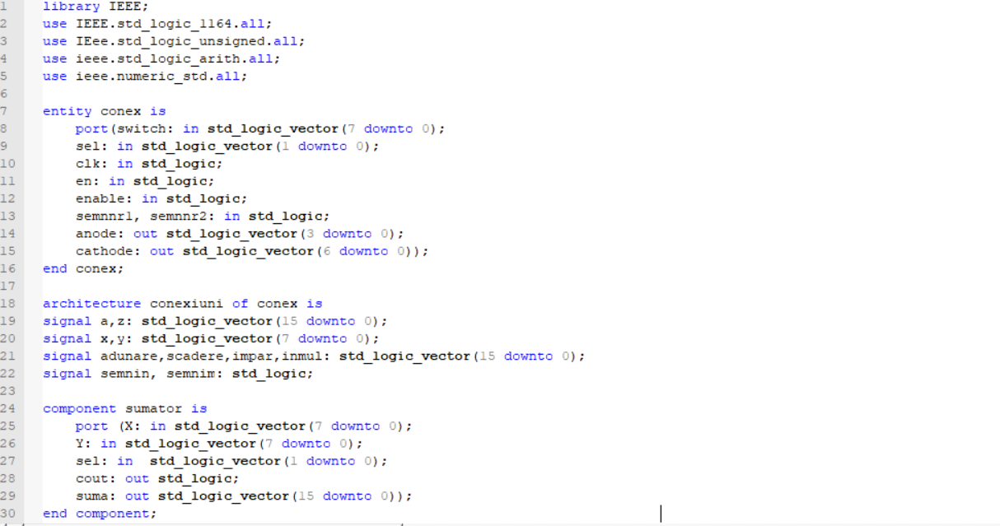 1 library IEEE;
2 use IEEE.std_logic_1164.all;
3 use IEee.std_logic_unsigned.all;
4 use ieee.std_logic_arith.all;
5 use ieee.numeric_std.all;
6
7 entity conex is
8 port(switch: in std_logic_vector(7 downto 0);
9 sel: in std_logic_vector(1 downto 0);
10 clk: in std_logic;
11 en: in std_logic;
12 enable: in std_logic;
13 semnnr1, semnnr2: in std_logic;
14 anode: out std_logic_vector(3 downto 0);
15 cathode: out std_logic_vector(6 downto 0));
16 end conex;
17
18 architecture conexiuni of conex is
19 signal a,z: std_logic_vector(15 downto 0);
20 signal x,y: std_logic_vector(7 downto 0);
21 signal adunare,scadere,impar,inmul: std_logic_vector(15 downto 0);
22 signal semnin, semnim: std_logic;
23
24 component sumator is
25 port (X: in std_logic_vector(7 downto 0);
26 Y: in std_logic_vector(7 downto 0);
27 sel: in  std_logic_vector(1 downto 0);
28 cout: out std_logic;
29 suma: out std_logic_vector(15 downto 0));
30 end component;